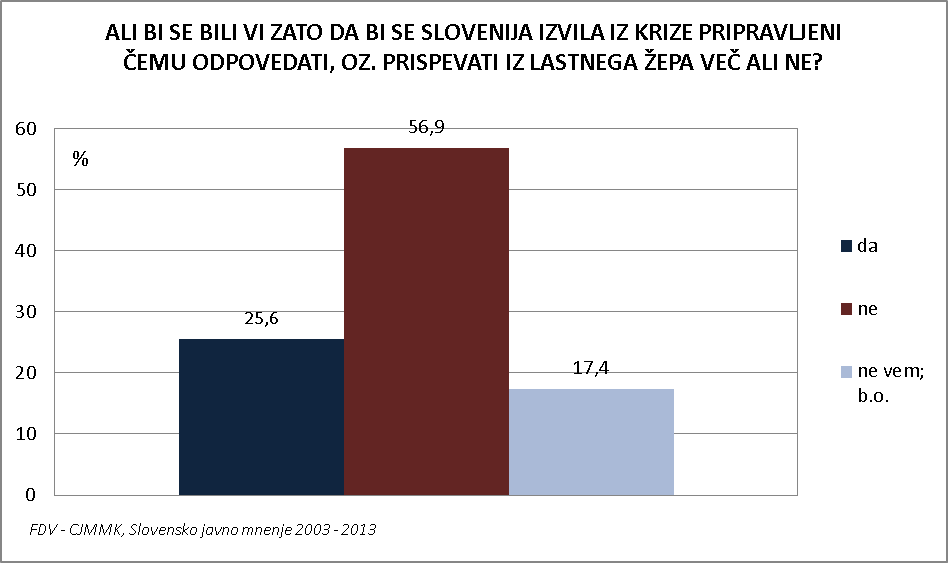 ALI BI SE BILI VI ZATO DA BI SE SLOVENIJA IZVILA IZ KRIZE PRIPRAVLJENI
ČEMU ODPOVEDATI, OZ. PRISPEVATI IZ LASTNEGA ŽEPA VEČ ALI NE?
60
50
40
30
20
10
0
%
25,6
56,9
17,4
da
ne
ne vem;
b.o.
FDV - CJMMK, Slovensko javno mnenje 2003 - 2013